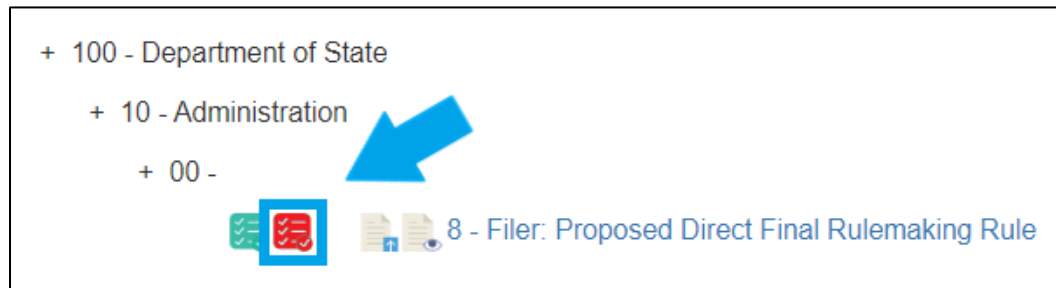 + 100 - Department of State
+ 10 - Administration
+ 00 -
8 - Filer: Proposed Direct Final Rulemaking Rule